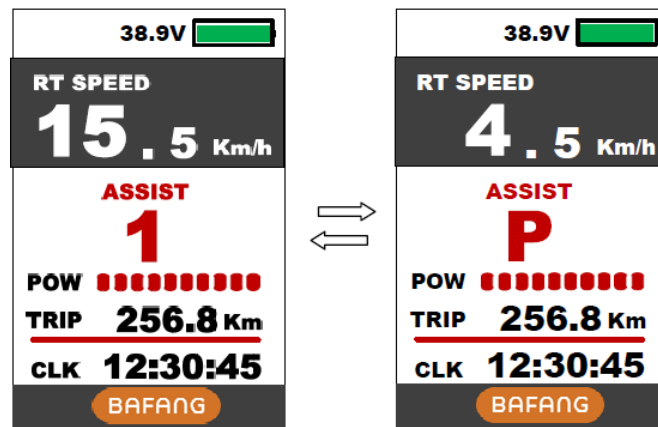 38.9V
RT SPEED
15.5 Km/h
ASSIST
1
POW
TRIP 256.8 Km
CLK 12:30:45
BAFANG
38.9V
RT SPEED
4.5 Km/h
ASSIST
P
POW
TRIP 256.8 Km
CLK 12:30:45
BAFANG